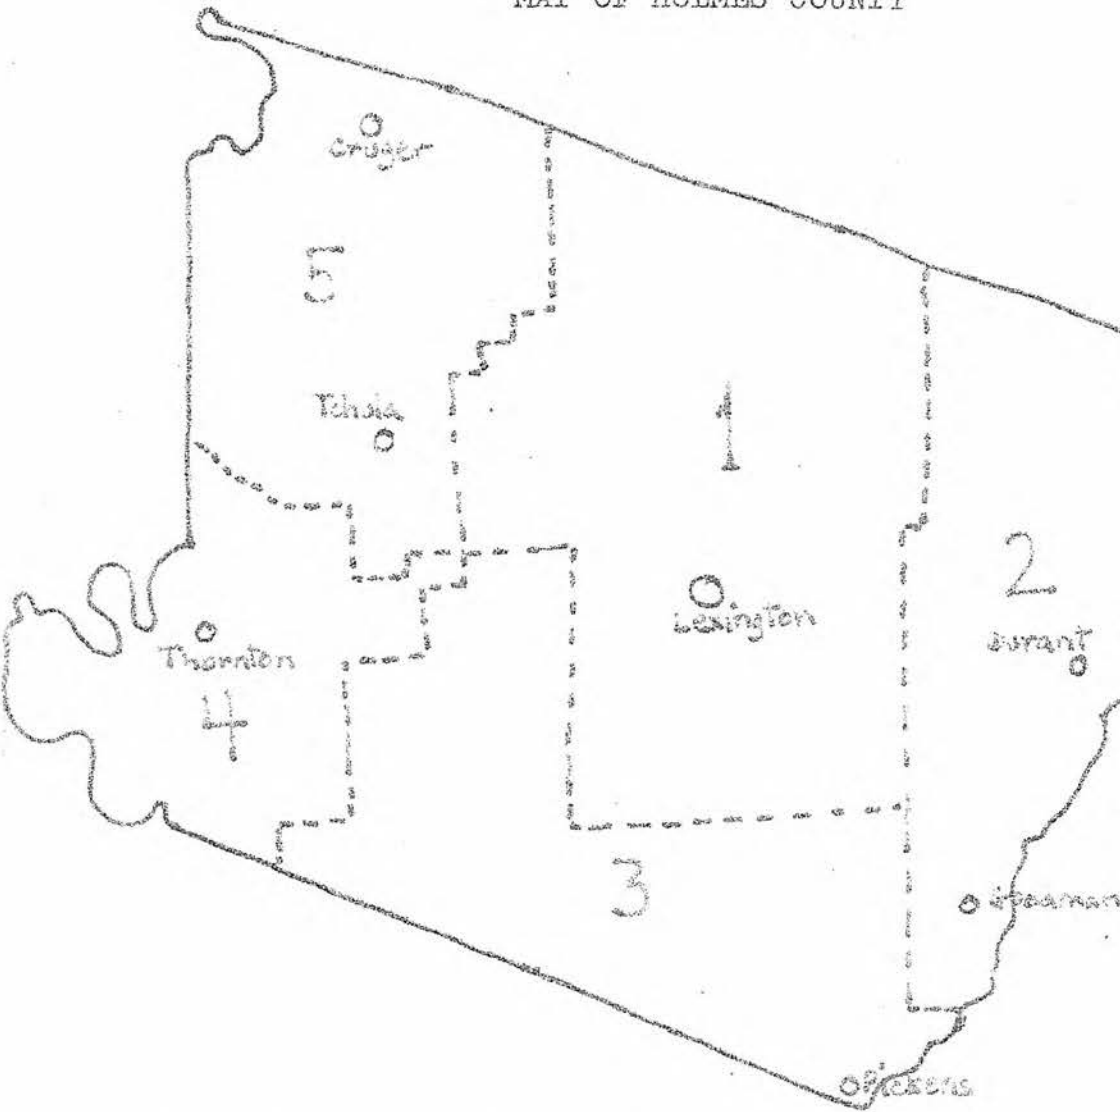 MAP OF HOLMES COUNTY
Cruger
5
Tchula
1
2
Lexington
Durant
Thornton
4
3
Pickens